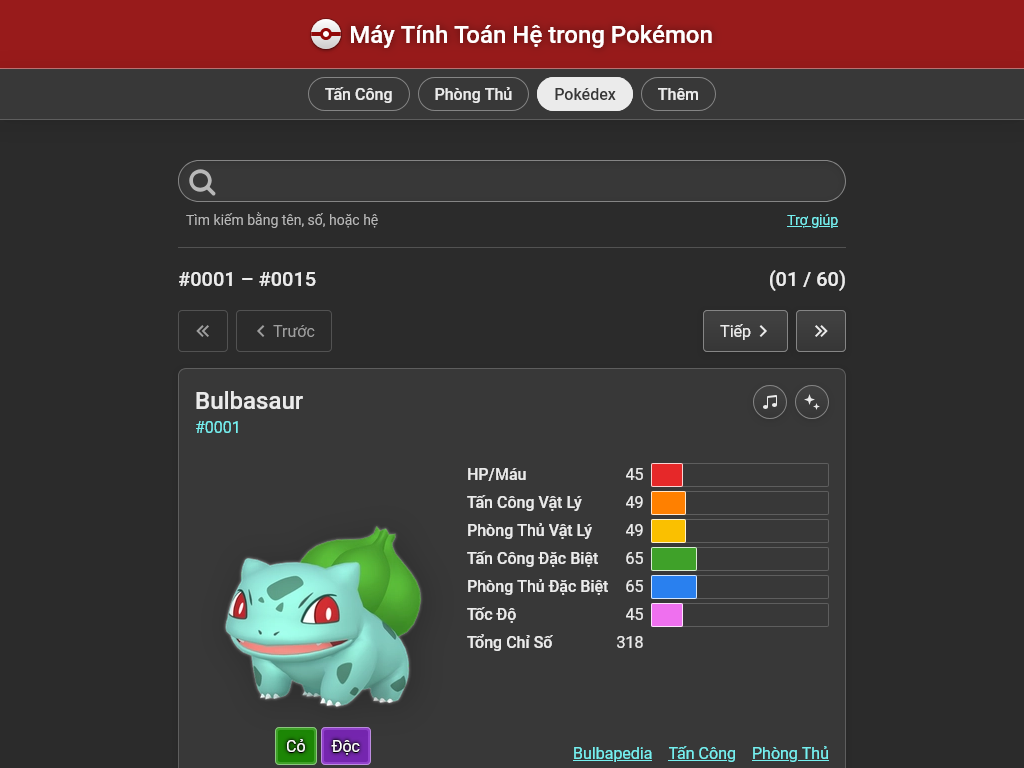 Máy Tính Toán Hệ trong Pokémon
Tấn Công Phòng Thủ Pokédex Thêm
Tìm kiếm bằng tên, số, hoặc hệ Trợ giúp
#0001 – #0015 (01 / 60)
Trước Tiếp
Bulbasaur
#0001
HP/Máu 45
Tấn Công Vật Lý 49
Phòng Thủ Vật Lý 49
Tấn Công Đặc Biệt 65
Phòng Thủ Đặc Biệt 65
Tốc Độ 45
Tổng Chỉ Số 318
Cỏ Độc
Bulbapedia Tấn Công Phòng Thủ